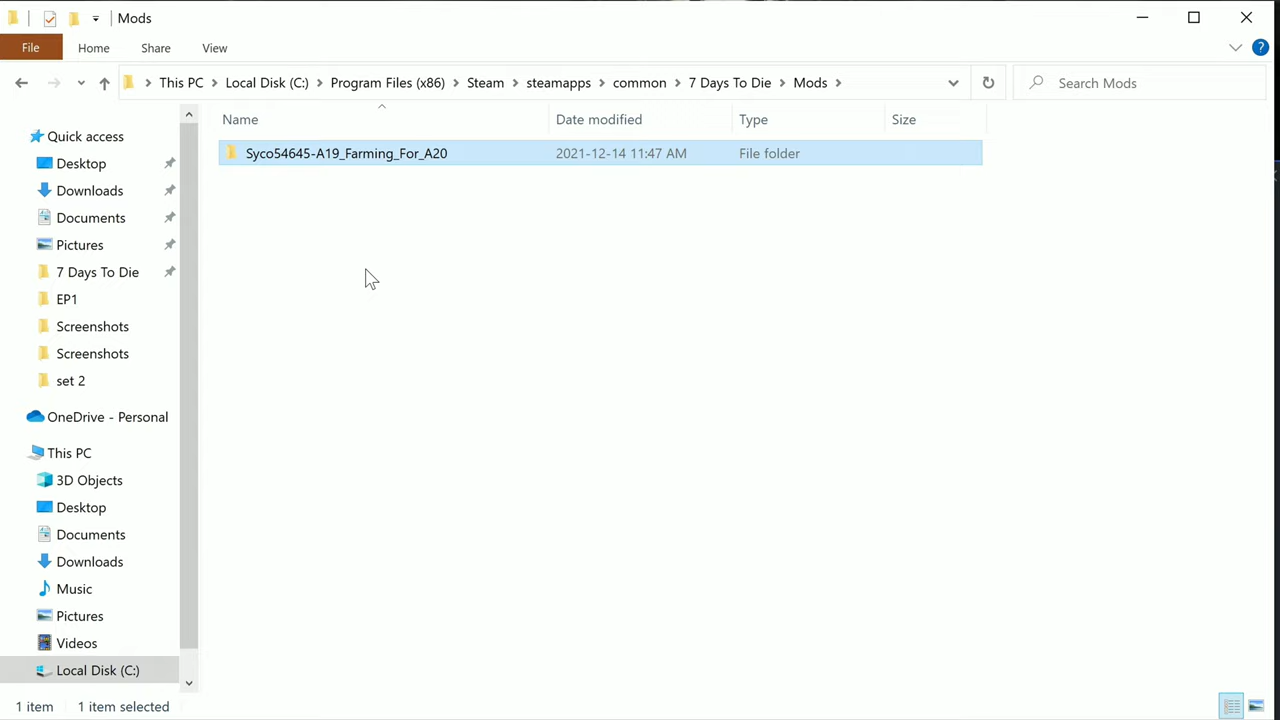 Mods
File
Home
Share
View
?
This PC
Local Disk (C:)
Program Files (x86)
Steam
steamapps
common
7 Days To Die
Mods
Search Mods
Name
Date modified
Type
Size
Syco54645-A19_Farming_For_A20
2021-12-14 11:47 AM
File folder
Quick access
Desktop
Downloads
Documents
Pictures
7 Days To Die
EP1
Screenshots
Screenshots
set 2
OneDrive - Personal
This PC
3D Objects
Desktop
Documents
Downloads
Music
Pictures
Videos
Local Disk (C:)
1 item
1 item selected